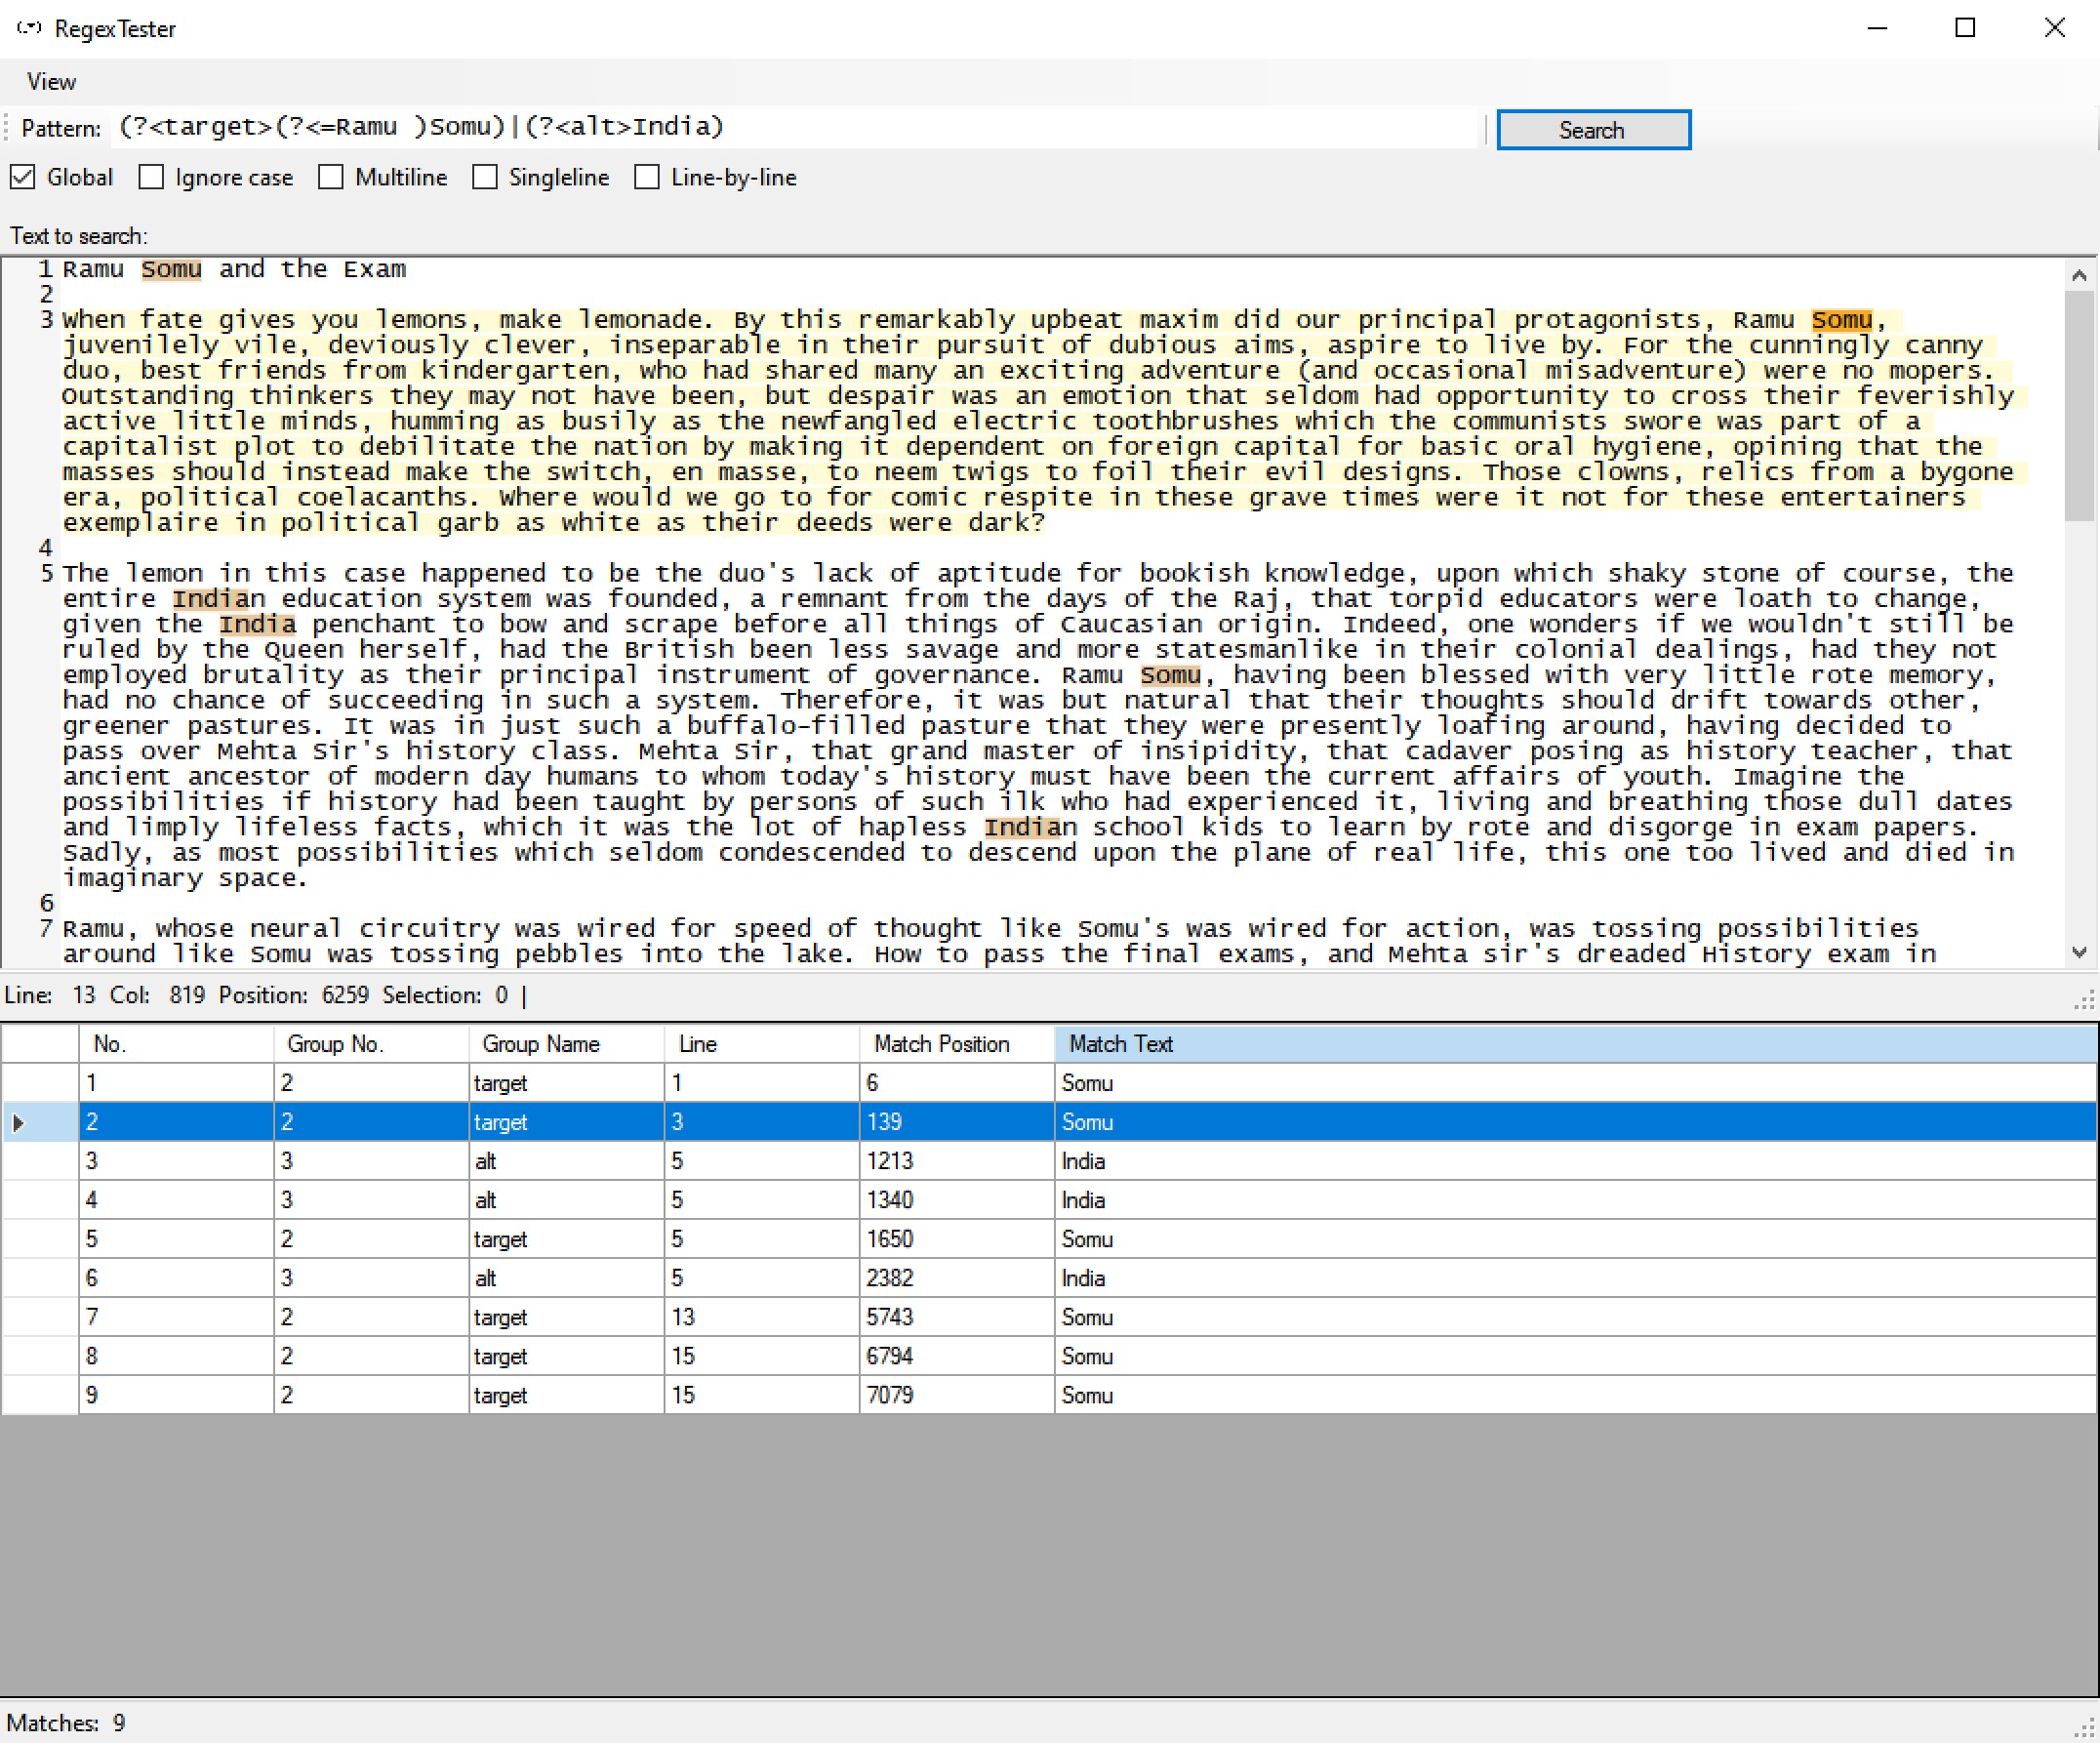 RegexTester
View
Pattern: (?<target>(?<=Ramu )Somu)|(?<alt>India) Search
Global Ignore case Multiline Singleline Line-by-line
Text to search:
1 Ramu Somu and the Exam
2
3 When fate gives you lemons, make lemonade. By this remarkably upbeat maxim did our principal protagonists, Ramu Somu,
juvenilely vile, deviously clever, inseparable in their pursuit of dubious aims, aspire to live by. For the cunningly canny
duo, best friends from kindergarten, who had shared many an exciting adventure (and occasional misadventure) were no mopers.
Outstanding thinkers they may not have been, but despair was an emotion that seldom had opportunity to cross their feverishly
active little minds, humming as busily as the newfangled electric toothbrushes which the communists swore was part of a
capitalist plot to debilitate the nation by making it dependent on foreign capital for basic oral hygiene, opining that the
masses should instead make the switch, en masse, to neem twigs to foil their evil designs. Those clowns, relics from a bygone
era, political coelacanths. Where would we go to for comic respite in these grave times were it not for these entertainers
exemplaire in political garb as white as their deeds were dark?
4
5 The lemon in this case happened to be the duo's lack of aptitude for bookish knowledge, upon which shaky stone of course, the
entire Indian education system was founded, a remnant from the days of the Raj, that torpid educators were loath to change,
given the India penchant to bow and scrape before all things of Caucasian origin. Indeed, one wonders if we wouldn't still be
ruled by the Queen herself, had the British been less savage and more statesmanlike in their colonial dealings, had they not
employed brutality as their principal instrument of governance. Ramu Somu, having been blessed with very little rote memory,
had no chance of succeeding in such a system. Therefore, it was but natural that their thoughts should drift towards other,
greener pastures. It was in just such a buffalo-filled pasture that they were presently loafing around, having decided to
pass over Mehta Sir's history class. Mehta Sir, that grand master of insipidity, that cadaver posing as history teacher, that
ancient ancestor of modern day humans to whom today's history must have been the current affairs of youth. Imagine the
possibilities if history had been taught by persons of such ilk who had experienced it, living and breathing those dull dates
and limply lifeless facts, which it was the lot of hapless Indian school kids to learn by rote and disgorge in exam papers.
Sadly, as most possibilities which seldom condescended to descend upon the plane of real life, this one too lived and died in
imaginary space.
6
7 Ramu, whose neural circuitry was wired for speed of thought like Somu's was wired for action, was tossing possibilities
around like Somu was tossing pebbles into the lake. How to pass the final exams, and Mehta sir's dreaded History exam in
Line: 13 Col: 819 Position: 6259 Selection: 0 |
No. Group No. Group Name Line Match Position Match Text
1 2 target 1 6 Somu
2 2 target 3 139 Somu
3 3 alt 5 1213 India
4 3 alt 5 1340 India
5 2 target 5 1650 Somu
6 3 alt 5 2382 India
7 2 target 13 5743 Somu
8 2 target 15 6794 Somu
9 2 target 15 7079 Somu
Matches: 9